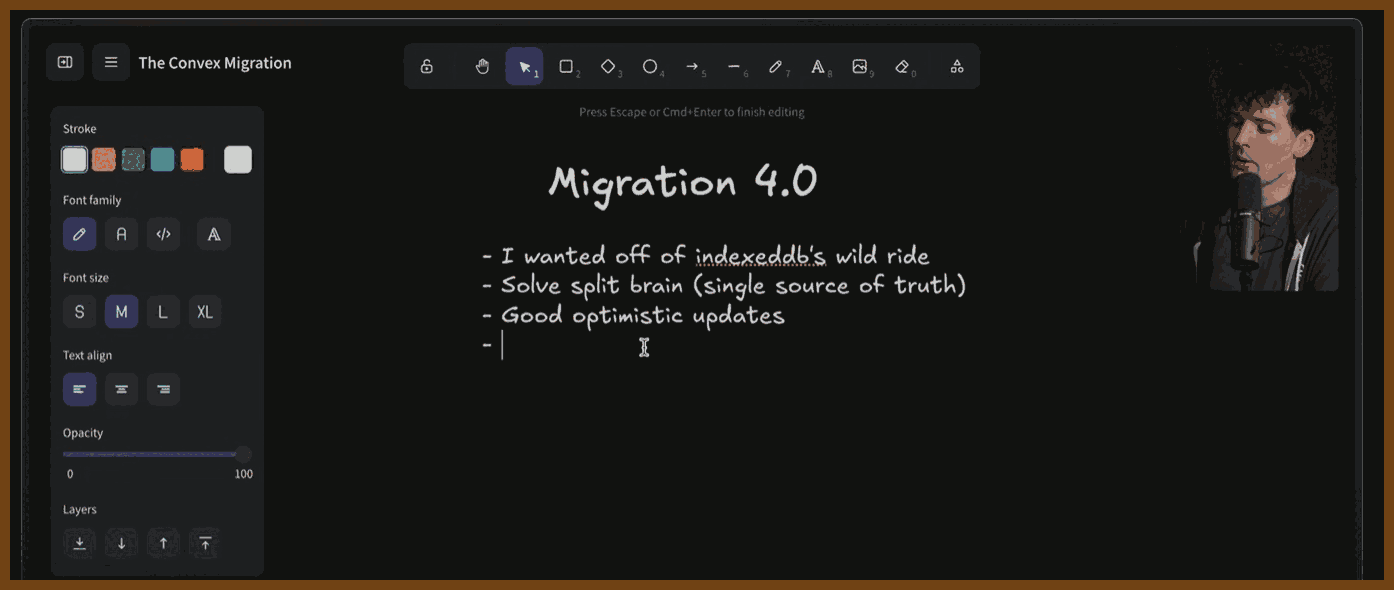 The Convex Migration
1
2
3
4
5
6
7
8
9
0
Press Escape or Cmd+Enter to finish editing
Stroke
Font family
Font size
S M L XL
Text align
Opacity
0 100
Layers
Migration 4.0
- I wanted off of indexeddb's wild ride
- Solve split brain (single source of truth)
- Good optimistic updates
-